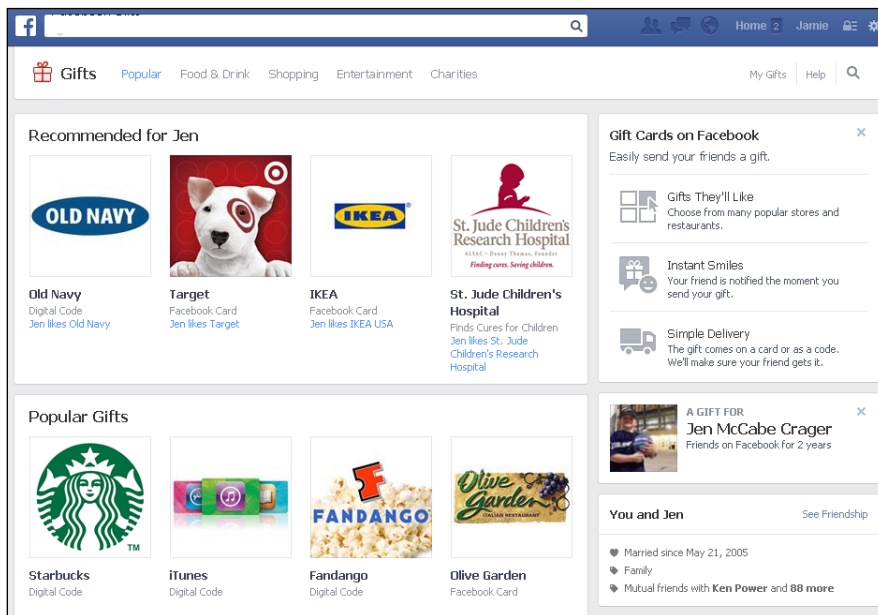 Home 2 Jamie
Gifts Popular Food & Drink Shopping Entertainment Charities My Gifts Help
Recommended for Jen
OLD NAVY
IKEA
St. Jude Children's
Research Hospital
ALSAC • Danny Thomas, Founder
Finding cures. Saving children.
Old Navy
Digital Code
Jen likes Old Navy
Target
Facebook Card
Jen likes Target
IKEA
Facebook Card
Jen likes IKEA USA
St. Jude Children's
Hospital
Finds Cures for Children
Jen likes St. Jude
Children's Research
Hospital
Popular Gifts
TM
FANDANGO
Olive
Garden
ITALIAN RESTAURANT
Starbucks
Digital Code
iTunes
Digital Code
Fandango
Digital Code
Olive Garden
Facebook Card
Gift Cards on Facebook
Easily send your friends a gift.
Gifts They'll Like
Choose from many popular stores and
restaurants.
Instant Smiles
Your friend is notified the moment you
send your gift.
Simple Delivery
The gift comes on a card or as a code.
We'll make sure your friend gets it.
A GIFT FOR
Jen McCabe Crager
Friends on Facebook for 2 years
You and Jen See Friendship
Married since May 21, 2005
Family
Mutual friends with Ken Power and 88 more